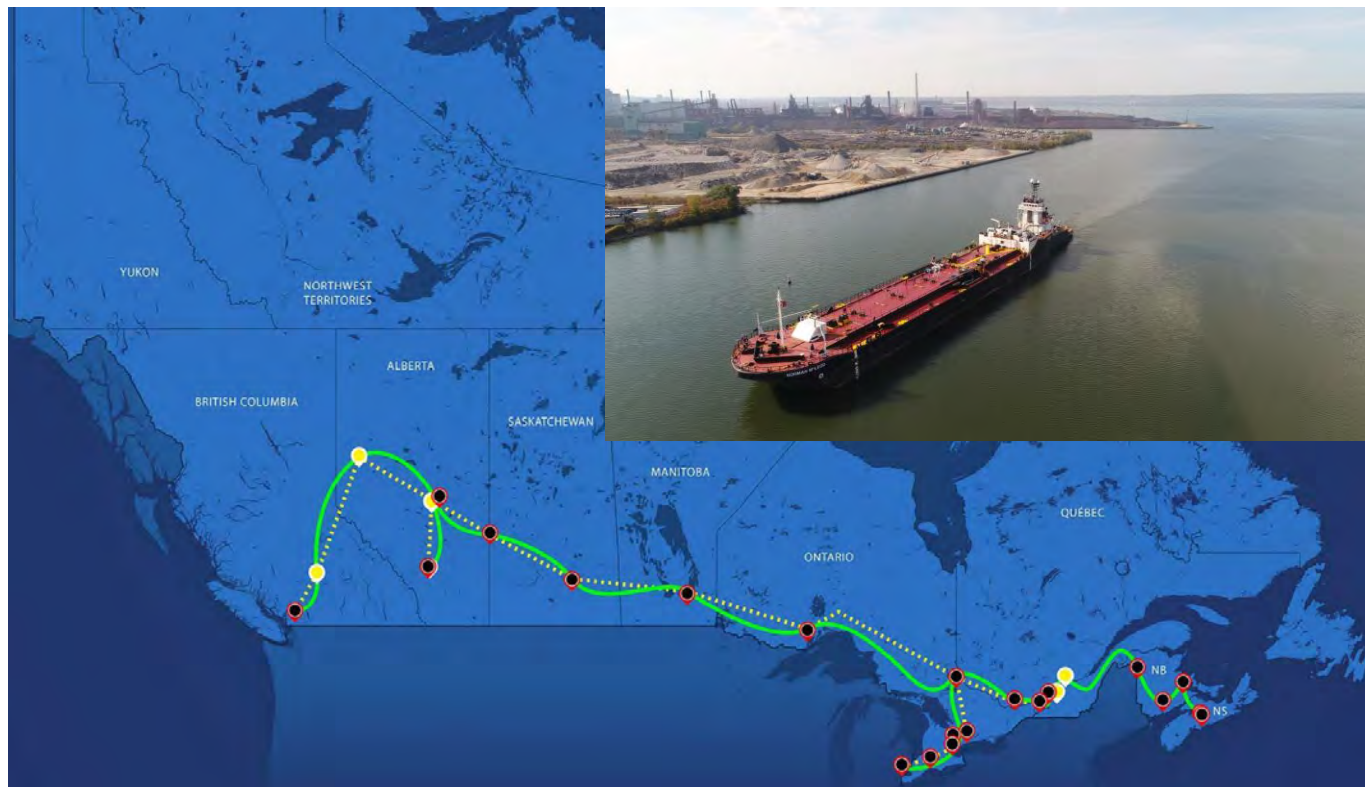 YUKON
NORTHWEST
TERRITORIES
ALBERTA
BRITISH COLUMBIA
SASKATCHEWAN
MANITOBA
ONTARIO
QUÉBEC
NB
NS